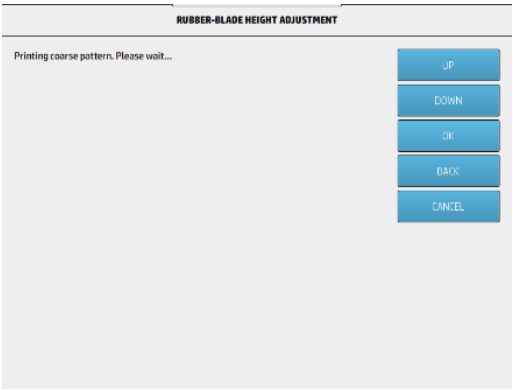 RUBBER-BLADE HEIGHT ADJUSTMENT
Printing coarse pattern. Please wait...
UP
DOWN
OK
BACK
CANCEL